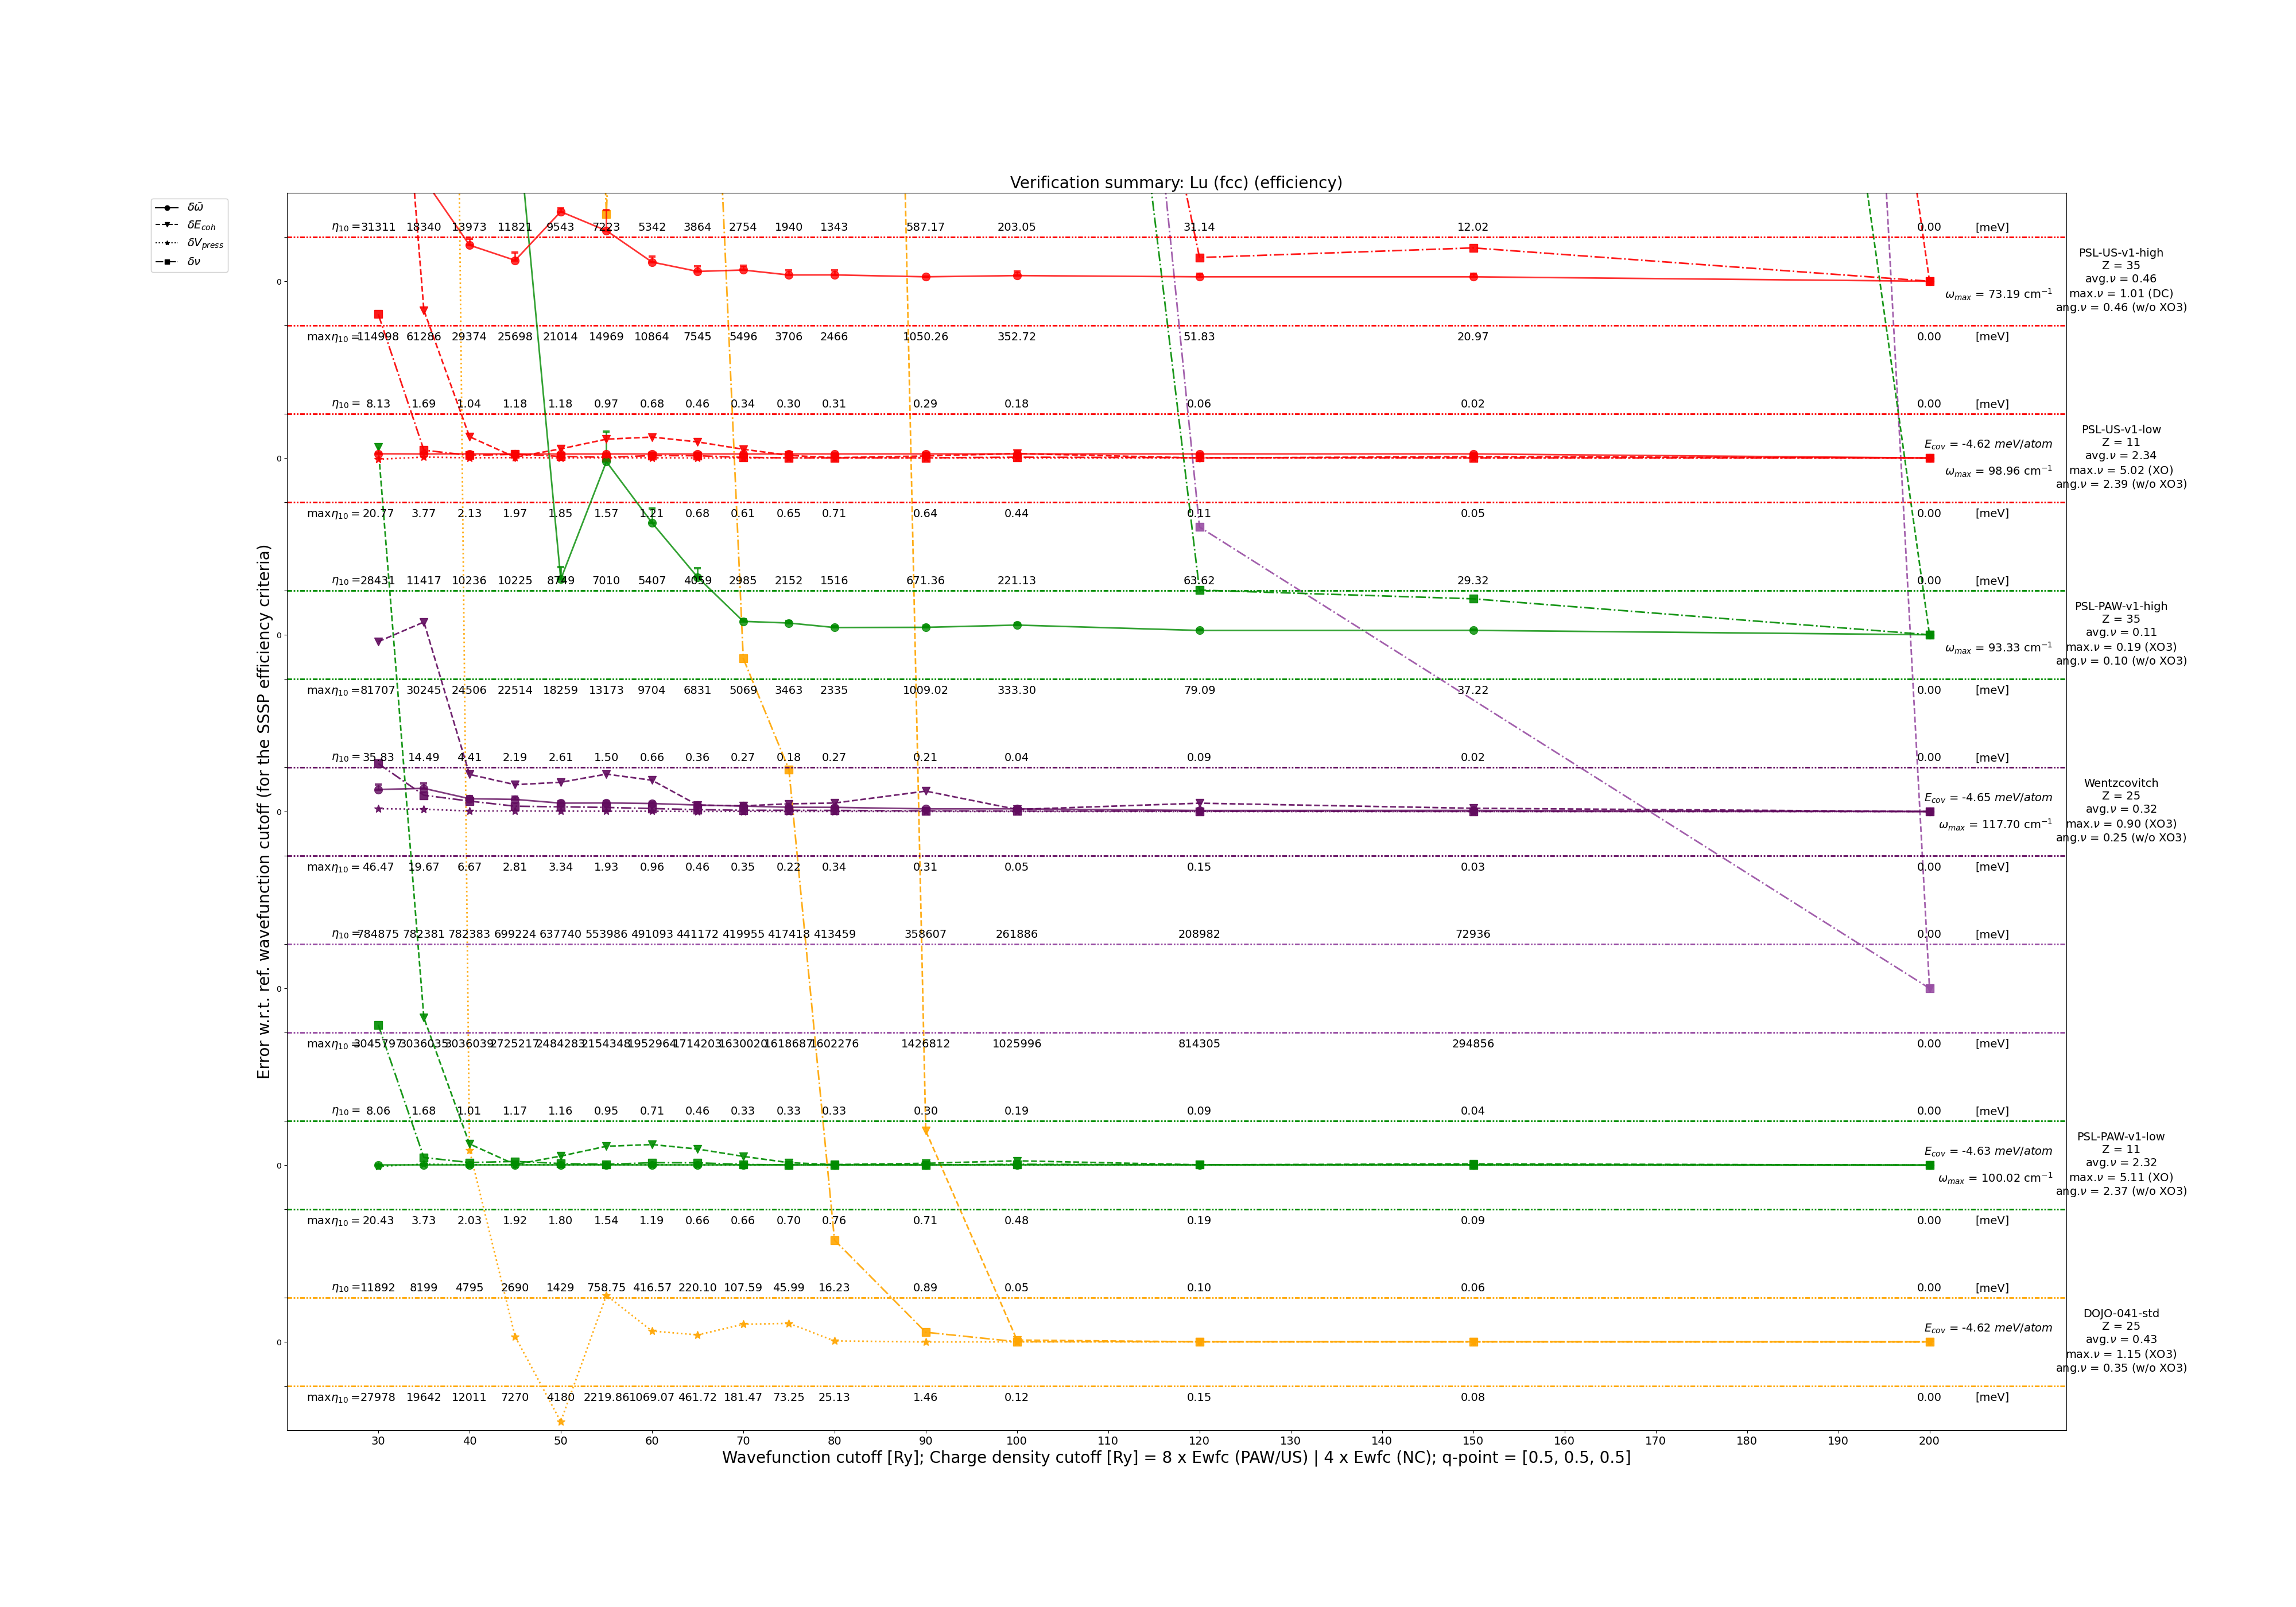 Verification summary: Lu (fcc) (efficiency)
δω̄
δE_coh
δV_press
δν
Error w.r.t. ref. wavefunction cutoff (for the SSSP efficiency criteria)
η₁₀ = 31311 18340 13973 11821 9543 7223 5342 3864 2754 1940 1343 587.17 203.05 31.14 12.02 0.00 [meV]
0
ω_max = 73.19 cm⁻¹
PSL-US-v1-high
Z = 35
avg.ν = 0.46
max.ν = 1.01 (DC)
ang.ν = 0.46 (w/o XO3)
maxη₁₀ = 114998 61286 29374 25698 21014 14969 10864 7545 5496 3706 2466 1050.26 352.72 51.83 20.97 0.00 [meV]
η₁₀ = 8.13 1.69 1.04 1.18 1.18 0.97 0.68 0.46 0.34 0.30 0.31 0.29 0.18 0.06 0.02 0.00 [meV]
0
E_cov = -4.62 meV/atom
ω_max = 98.96 cm⁻¹
PSL-US-v1-low
Z = 11
avg.ν = 2.34
max.ν = 5.02 (XO)
ang.ν = 2.39 (w/o XO3)
maxη₁₀ = 20.77 3.77 2.13 1.97 1.85 1.57 1.21 0.68 0.61 0.65 0.71 0.64 0.44 0.11 0.05 0.00 [meV]
η₁₀ = 28431 11417 10236 10225 8749 7010 5407 4059 2985 2152 1516 671.36 221.13 63.62 29.32 0.00 [meV]
0
ω_max = 93.33 cm⁻¹
PSL-PAW-v1-high
Z = 35
avg.ν = 0.11
max.ν = 0.19 (XO3)
ang.ν = 0.10 (w/o XO3)
maxη₁₀ = 81707 30245 24506 22514 18259 13173 9704 6831 5069 3463 2335 1009.02 333.30 79.09 37.22 0.00 [meV]
η₁₀ = 35.83 14.49 4.41 2.19 2.61 1.50 0.66 0.36 0.27 0.18 0.27 0.21 0.04 0.09 0.02 0.00 [meV]
0
E_cov = -4.65 meV/atom
ω_max = 117.70 cm⁻¹
Wentzcovitch
Z = 25
avg.ν = 0.32
max.ν = 0.90 (XO3)
ang.ν = 0.25 (w/o XO3)
maxη₁₀ = 46.47 19.67 6.67 2.81 3.34 1.93 0.96 0.46 0.35 0.22 0.34 0.31 0.05 0.15 0.03 0.00 [meV]
η₁₀ = 784875 782381 782383 699224 637740 553986 491093 441172 419955 417418 413459 358607 261886 208982 72936 0.00 [meV]
0
maxη₁₀ = 3045797 3036035 3036039 2725217 2484283 2154348 1952964 1714203 1630020 1618687 1602276 1426812 1025996 814305 294856 0.00 [meV]
η₁₀ = 8.06 1.68 1.01 1.17 1.16 0.95 0.71 0.46 0.33 0.33 0.33 0.30 0.19 0.09 0.04 0.00 [meV]
0
E_cov = -4.63 meV/atom
ω_max = 100.02 cm⁻¹
PSL-PAW-v1-low
Z = 11
avg.ν = 2.32
max.ν = 5.11 (XO)
ang.ν = 2.37 (w/o XO3)
maxη₁₀ = 20.43 3.73 2.03 1.92 1.80 1.54 1.19 0.66 0.66 0.70 0.76 0.71 0.48 0.19 0.09 0.00 [meV]
η₁₀ = 11892 8199 4795 2690 1429 758.75 416.57 220.10 107.59 45.99 16.23 0.89 0.05 0.10 0.06 0.00 [meV]
0
E_cov = -4.62 meV/atom
DOJO-041-std
Z = 25
avg.ν = 0.43
max.ν = 1.15 (XO3)
ang.ν = 0.35 (w/o XO3)
maxη₁₀ = 27978 19642 12011 7270 4180 2219.86 1069.07 461.72 181.47 73.25 25.13 1.46 0.12 0.15 0.08 0.00 [meV]
30 40 50 60 70 80 90 100 110 120 130 140 150 160 170 180 190 200
Wavefunction cutoff [Ry]; Charge density cutoff [Ry] = 8 x Ewfc (PAW/US) | 4 x Ewfc (NC); q-point = [0.5, 0.5, 0.5]